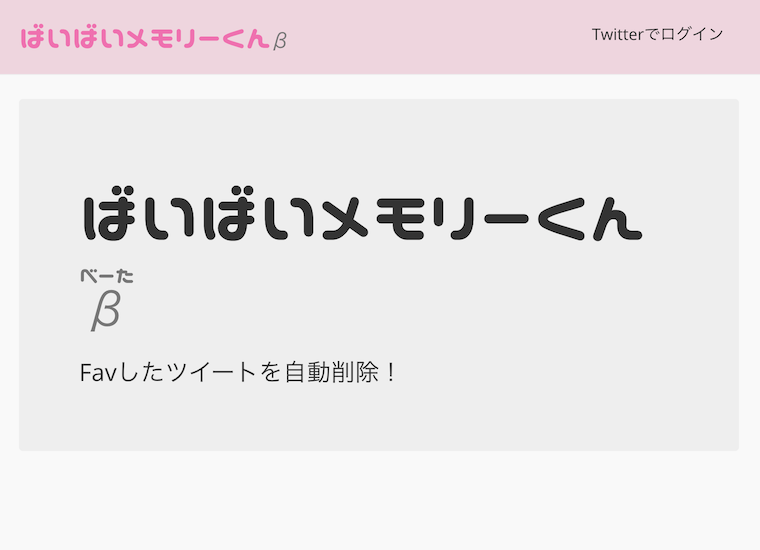 ばいばいメモリーくんβ
Twitterでログイン
ばいばいメモリーくん
べーた
β
Favしたツイートを自動削除！